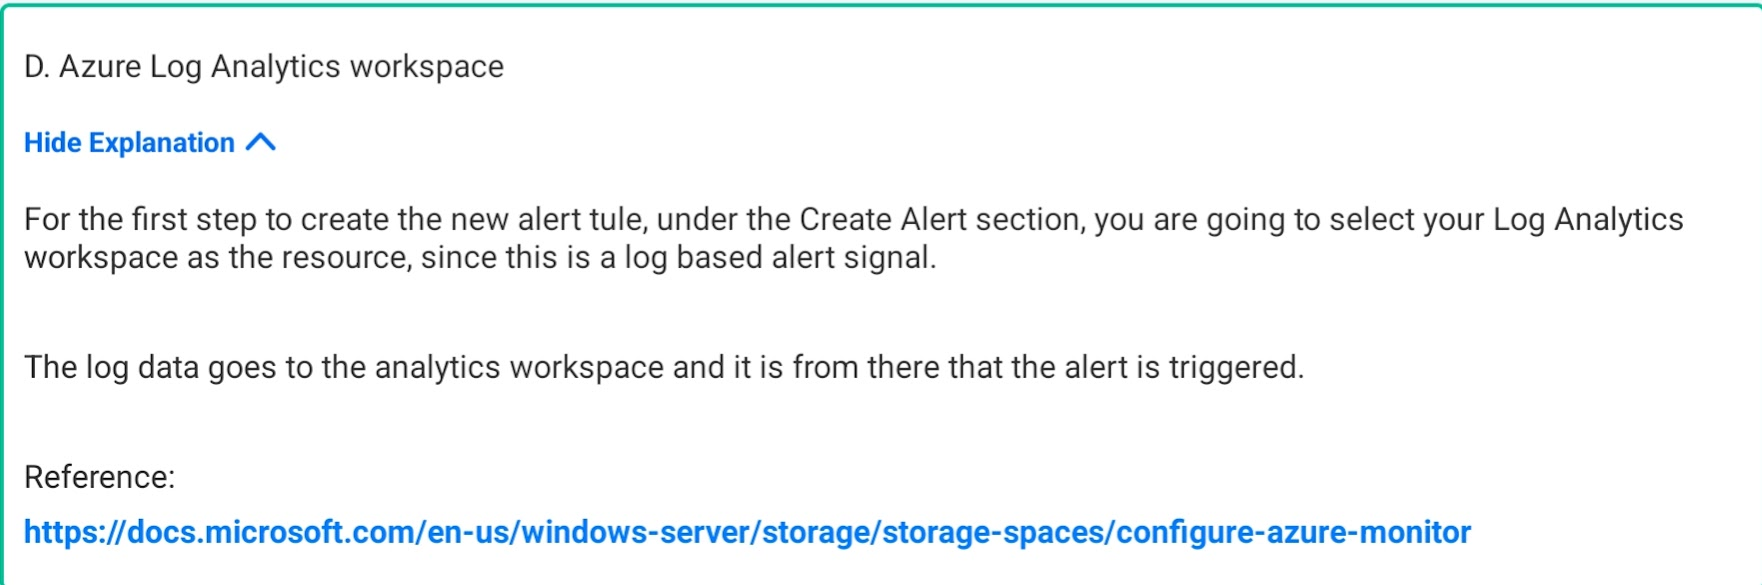 D. Azure Log Analytics workspace
Hide Explanation
For the first step to create the new alert tule, under the Create Alert section, you are going to select your Log Analytics
workspace as the resource, since this is a log based alert signal.
The log data goes to the analytics workspace and it is from there that the alert is triggered.
Reference:
https://docs.microsoft.com/en-us/windows-server/storage/storage-spaces/configure-azure-monitor